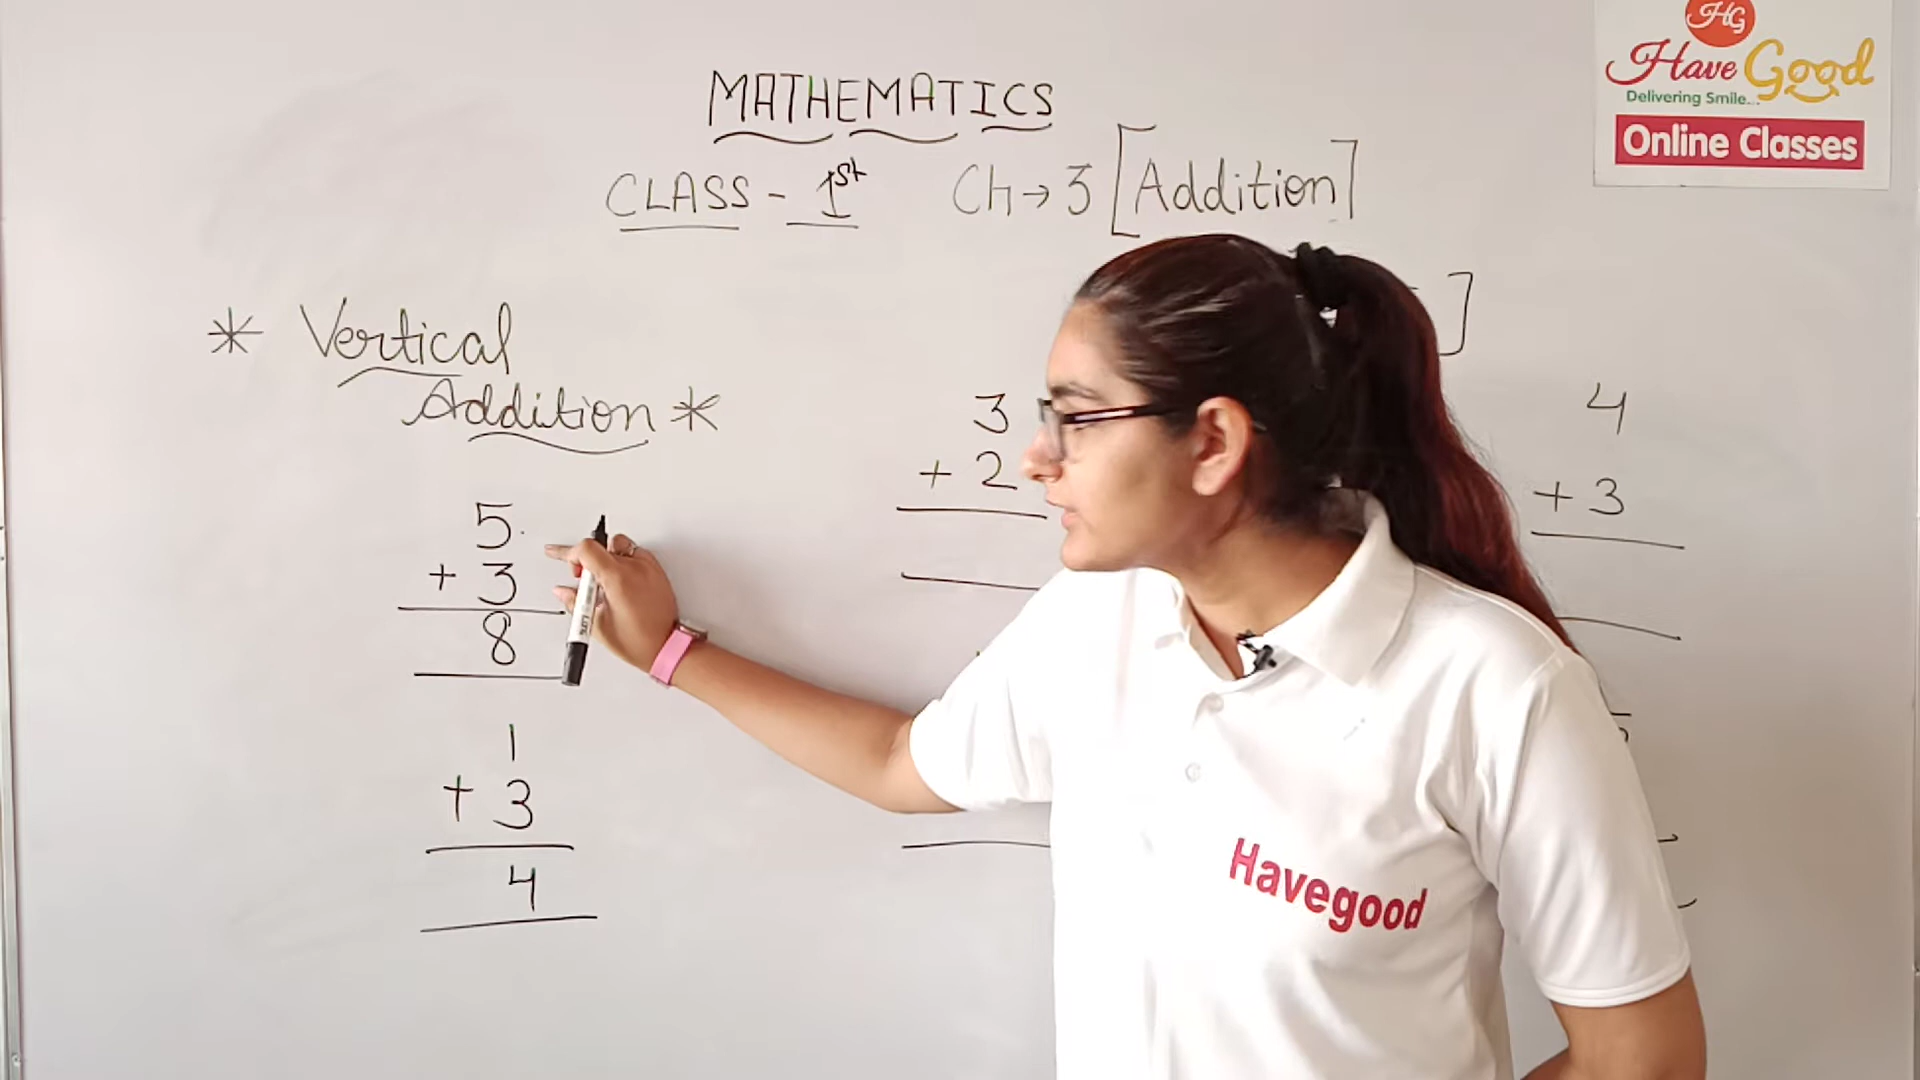 MATHEMATICS
CLASS - 1st Ch → 3 [Addition]
HG
Have Good
Delivering Smile...
Online Classes
]
* Vertical
Addition *
5
+ 3
8
1
+ 3
4
3
+ 2
4
+ 3
Havegood